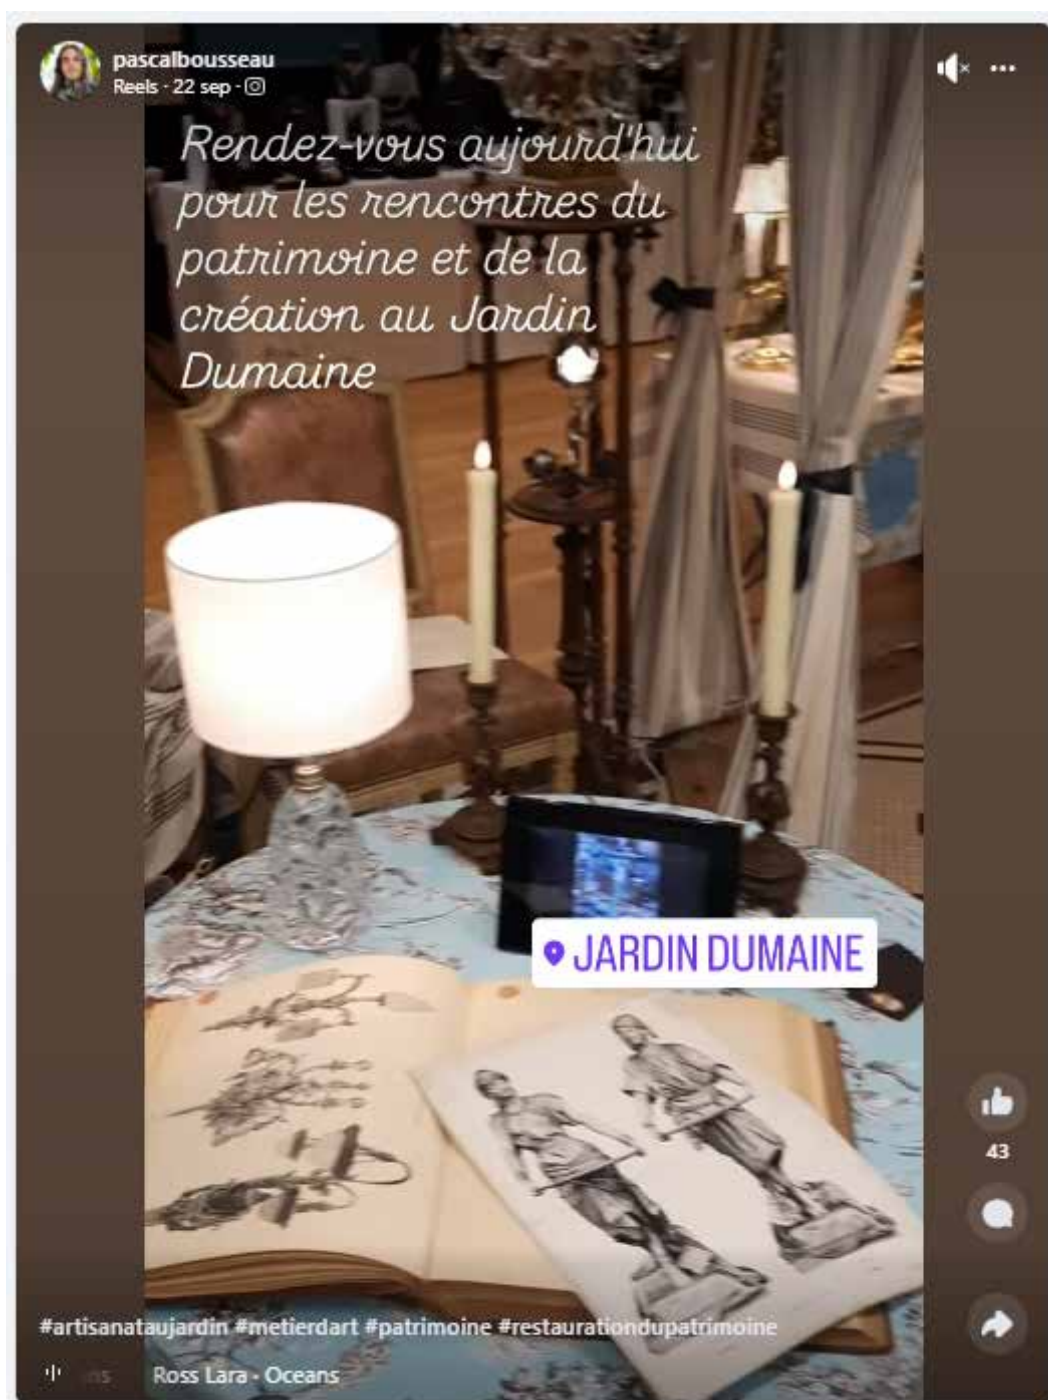 pascalbousseau
Reels · 22 sep ·
Rendez-vous aujourd'hui
pour les rencontres du
patrimoine et de la
création au Jardin
Dumaine
JARDIN DUMAINE
43
#artisanataujardin #metierdart #patrimoine #restaurationdupatrimoine
Ross Lara · Oceans